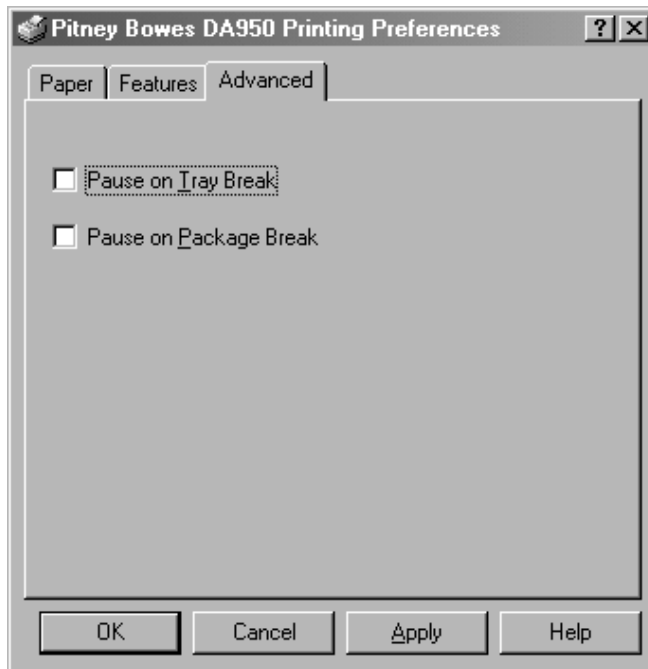 Pitney Bowes DA950 Printing Preferences ? X
Paper Features Advanced
Pause on Tray Break
Pause on Package Break
OK Cancel Apply Help